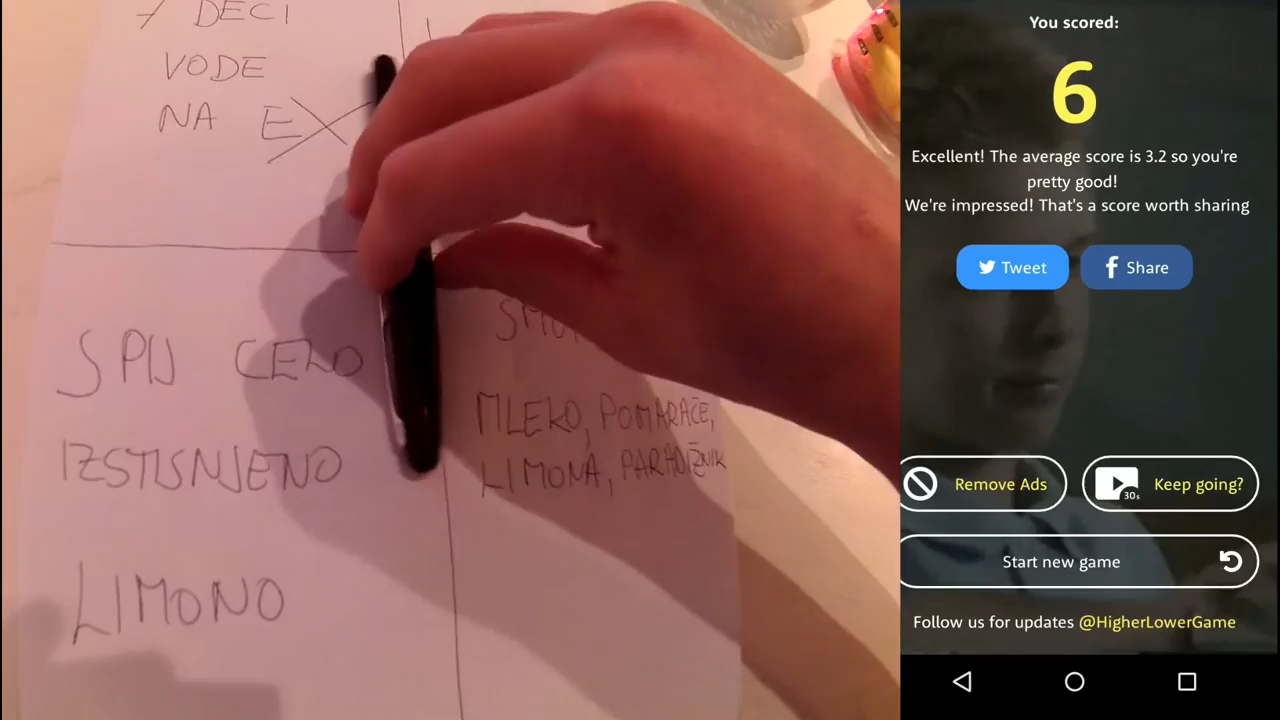 7 DECI
VODE
NA EX
SPIJ CELO
IZSTISNJENO
LIMONO
MLEKO, POMARAČE,
LIMONA, PARADIŽNIK
You scored:
6
Excellent! The average score is 3.2 so you're
pretty good!
We're impressed! That's a score worth sharing
Tweet
Share
Remove Ads
30s
Keep going?
Start new game
Follow us for updates @HigherLowerGame